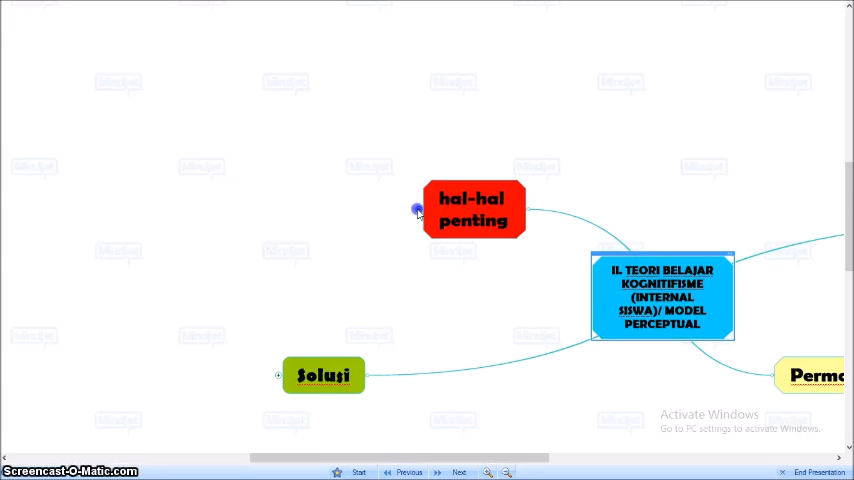 hal-hal
penting
II. TEORI BELAJAR
KOGNITIFISME
(INTERNAL
SISWA)/ MODEL
PERCEPTUAL
Solusi
Perma
Activate Windows
Go to PC settings to activate Windows.
Screencast-O-Matic.com
Start
Previous
Next
End Presentation
Mindjet